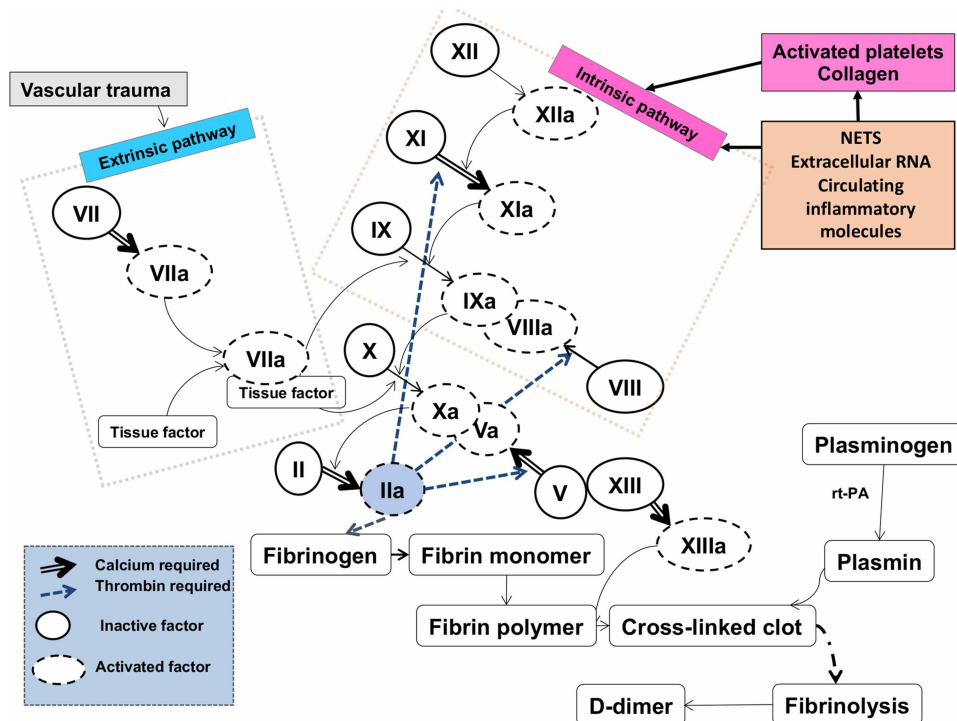 XII
Activated platelets
Collagen
Vascular trauma
Intrinsic pathway
XIIa
Extrinsic pathway
XI
NETS
Extracellular RNA
Circulating
inflammatory
molecules
VII
XIa
IX
VIIa
IXa
VIIIa
X
VIIa
Tissue factor
VIII
Xa
Va
Tissue factor
Plasminogen
II
IIa
V
XIII
rt-PA
XIIIa
Fibrinogen
Fibrin monomer
Plasmin
Calcium required
Thrombin required
Inactive factor
Activated factor
Fibrin polymer
Cross-linked clot
D-dimer
Fibrinolysis